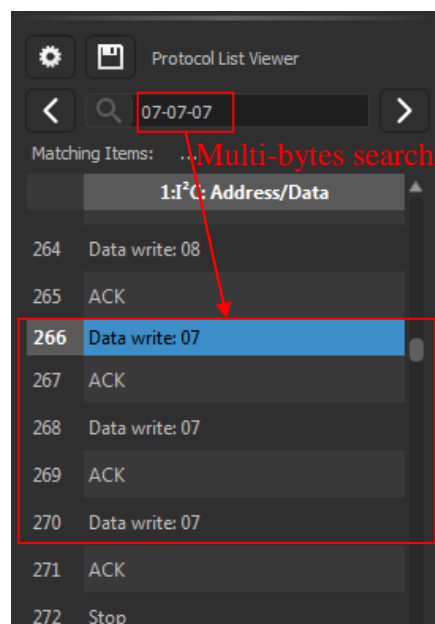 Protocol List Viewer
07-07-07
Matching Items: ... Multi-bytes search
1:I²C: Address/Data
264 Data write: 08
265 ACK
266 Data write: 07
267 ACK
268 Data write: 07
269 ACK
270 Data write: 07
271 ACK
272 Stop